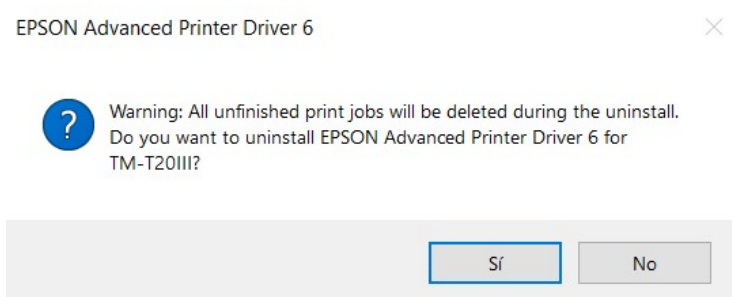 EPSON Advanced Printer Driver 6
Warning: All unfinished print jobs will be deleted during the uninstall.
Do you want to uninstall EPSON Advanced Printer Driver 6 for
TM-T20III?
Sí
No